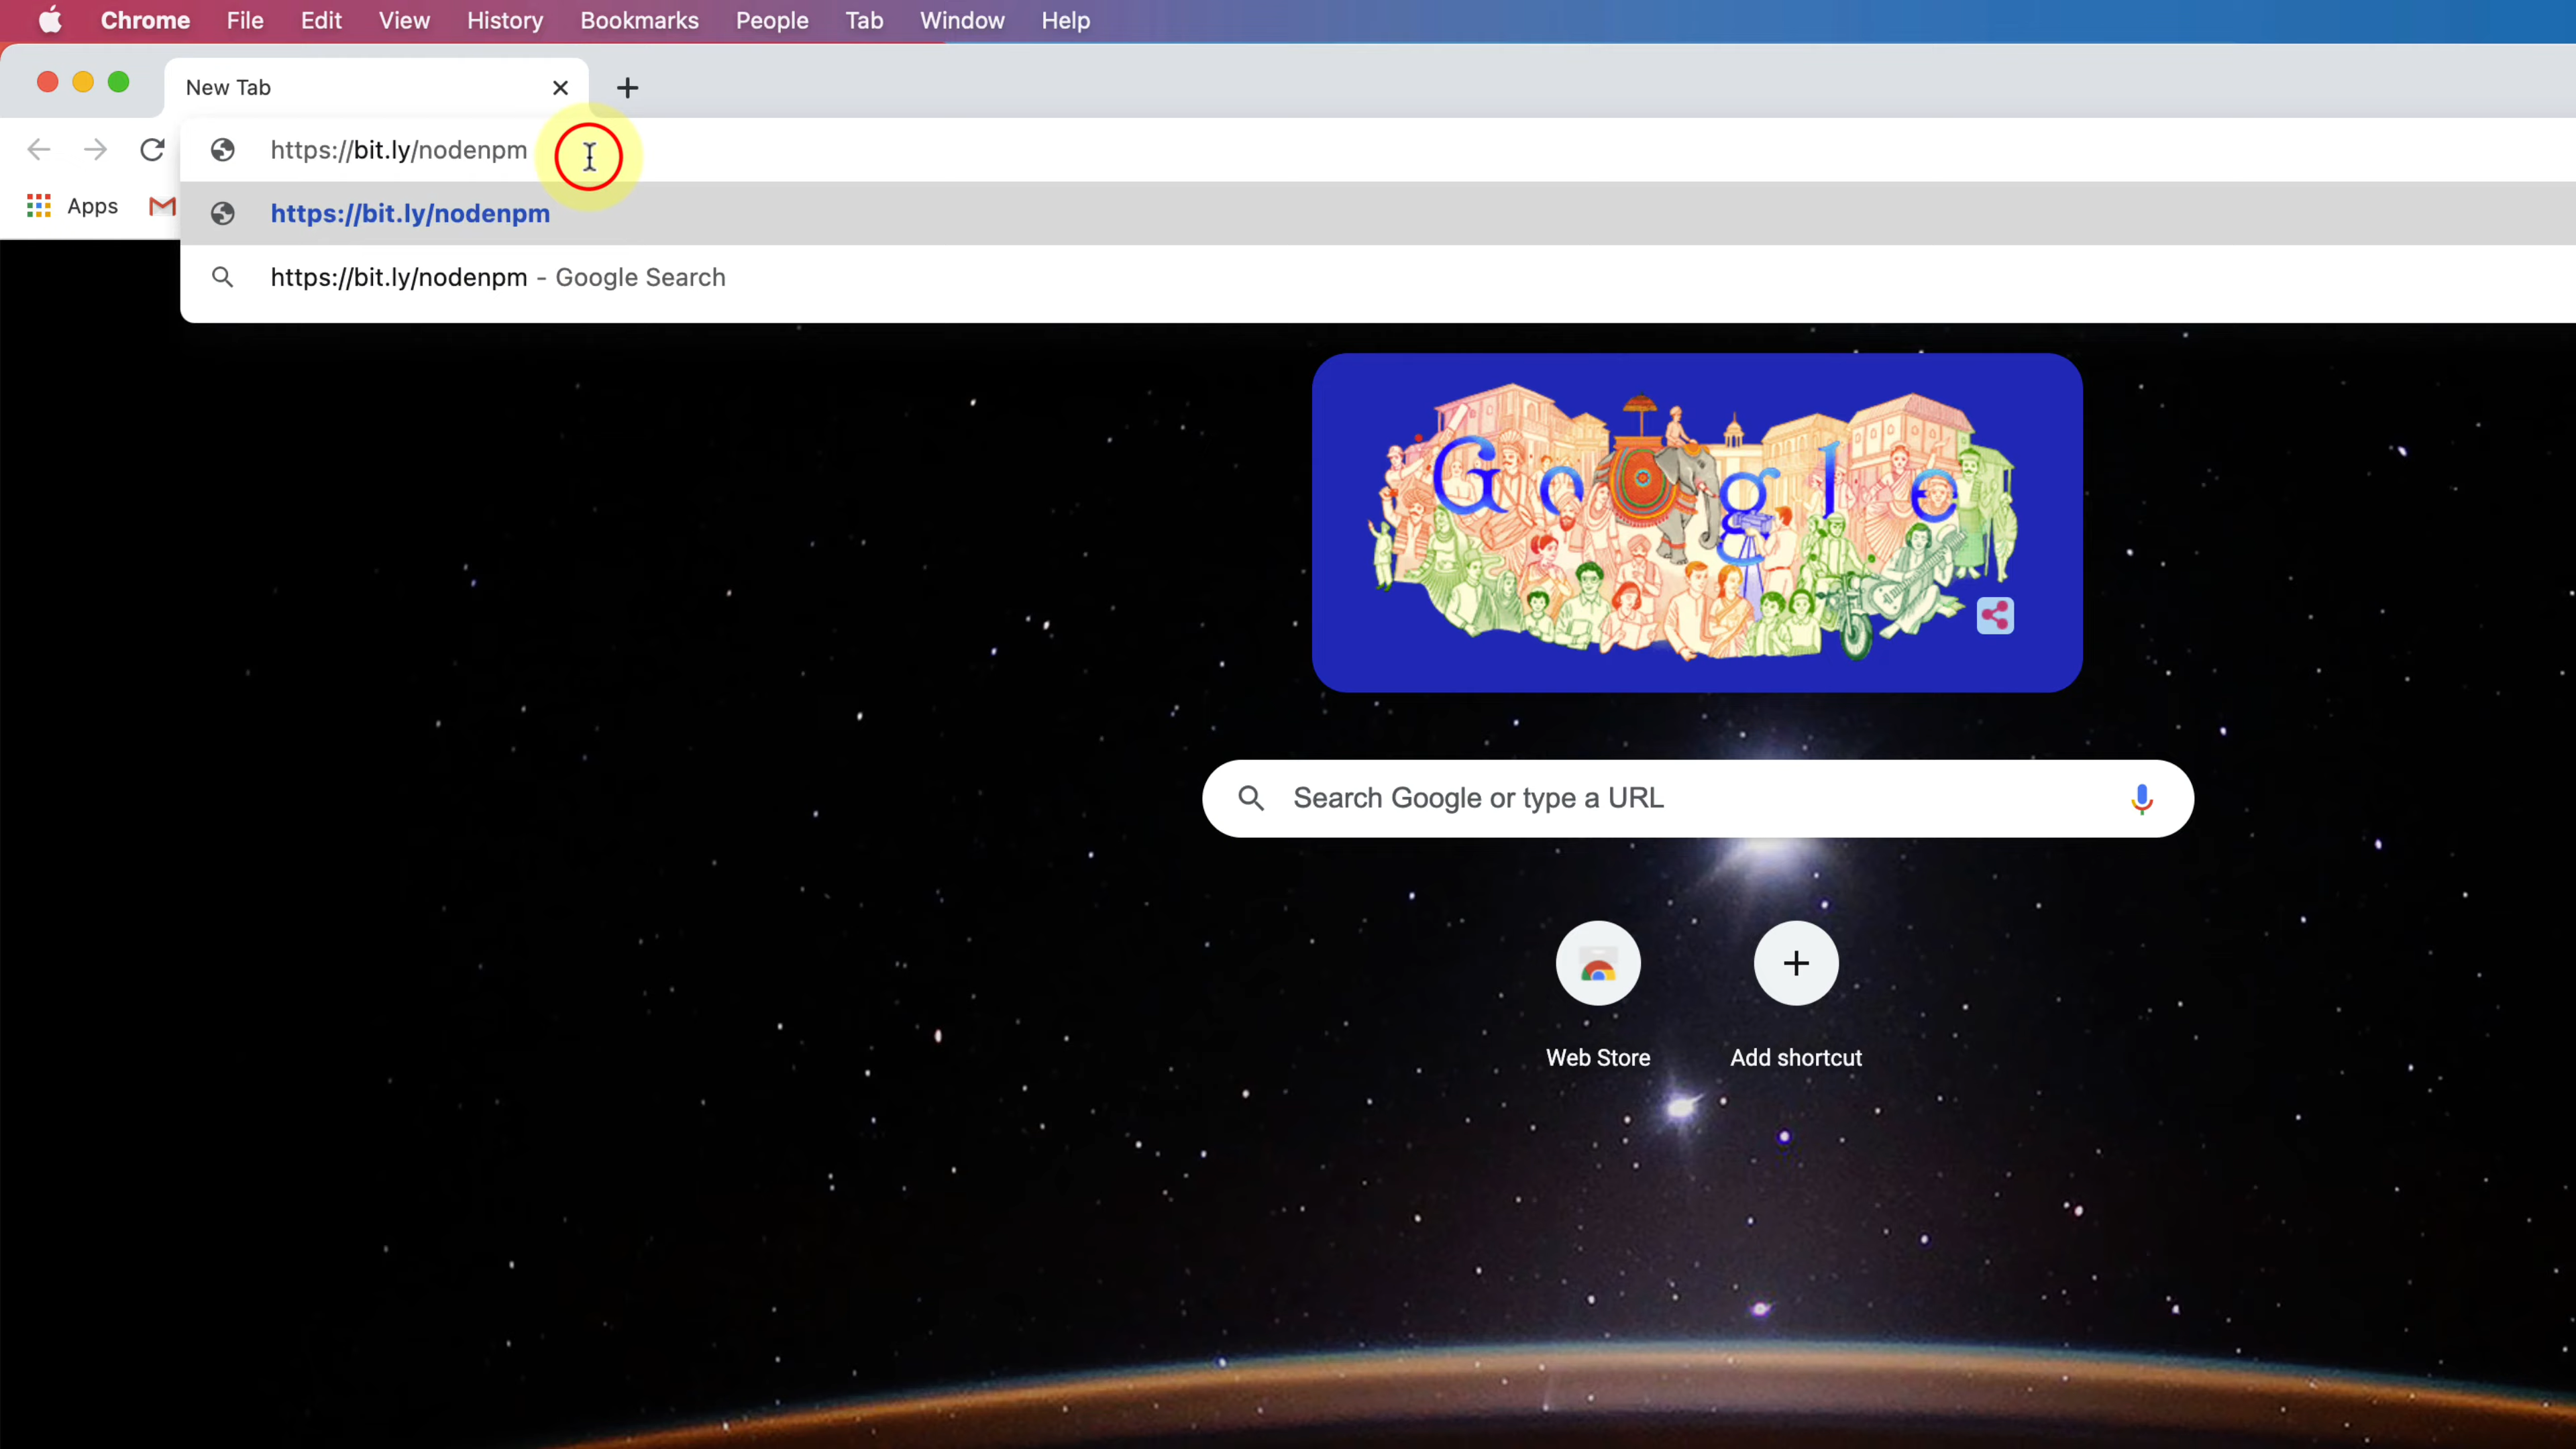 Chrome File Edit View History Bookmarks People Tab Window Help
New Tab
https://bit.ly/nodenpm
Apps
https://bit.ly/nodenpm
https://bit.ly/nodenpm - Google Search
Google
Search Google or type a URL
Web Store Add shortcut